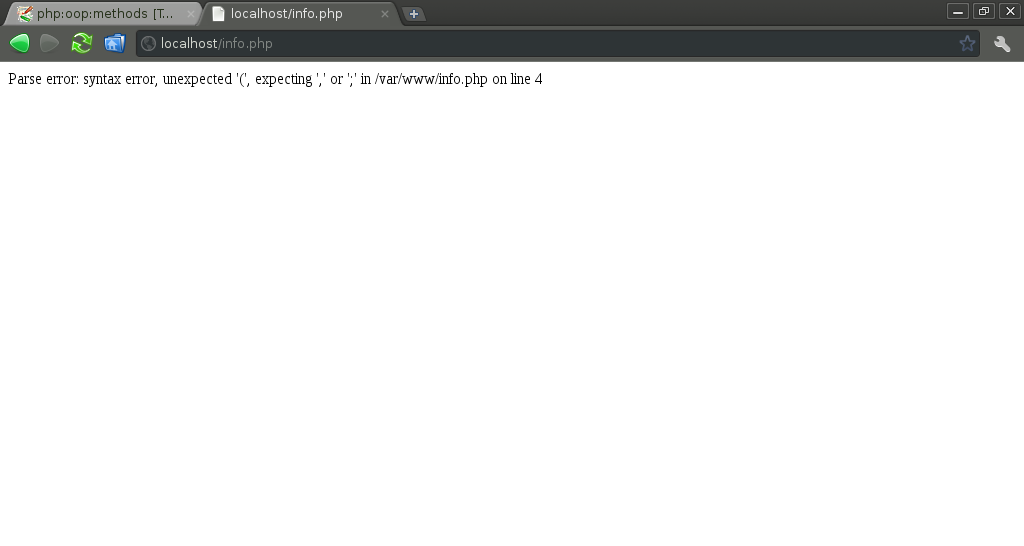 php:oop:methods [T...
localhost/info.php
localhost/info.php
Parse error: syntax error, unexpected '(', expecting ',' or ';' in /var/www/info.php on line 4